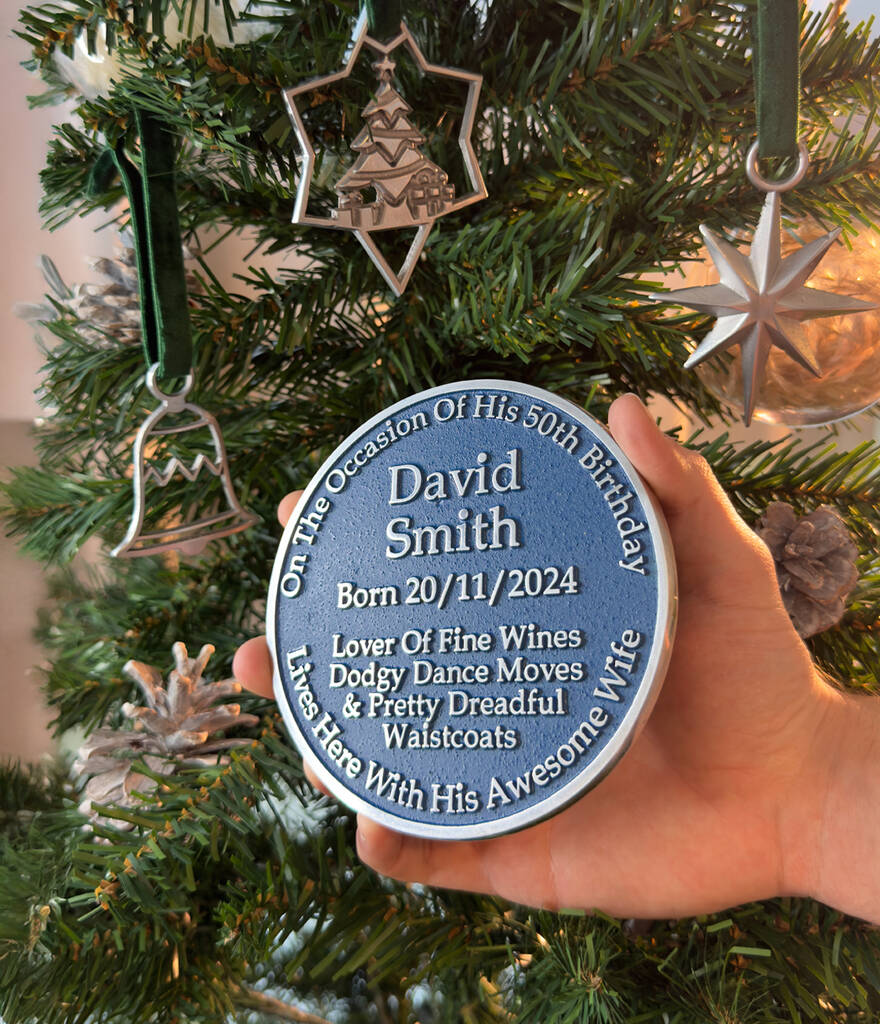 On The Occasion Of His 50th Birthday
David
Smith
Born 20/11/2024
Lover Of Fine Wines
Dodgy Dance Moves
& Pretty Dreadful
Waistcoats
Lives Here With His Awesome Wife